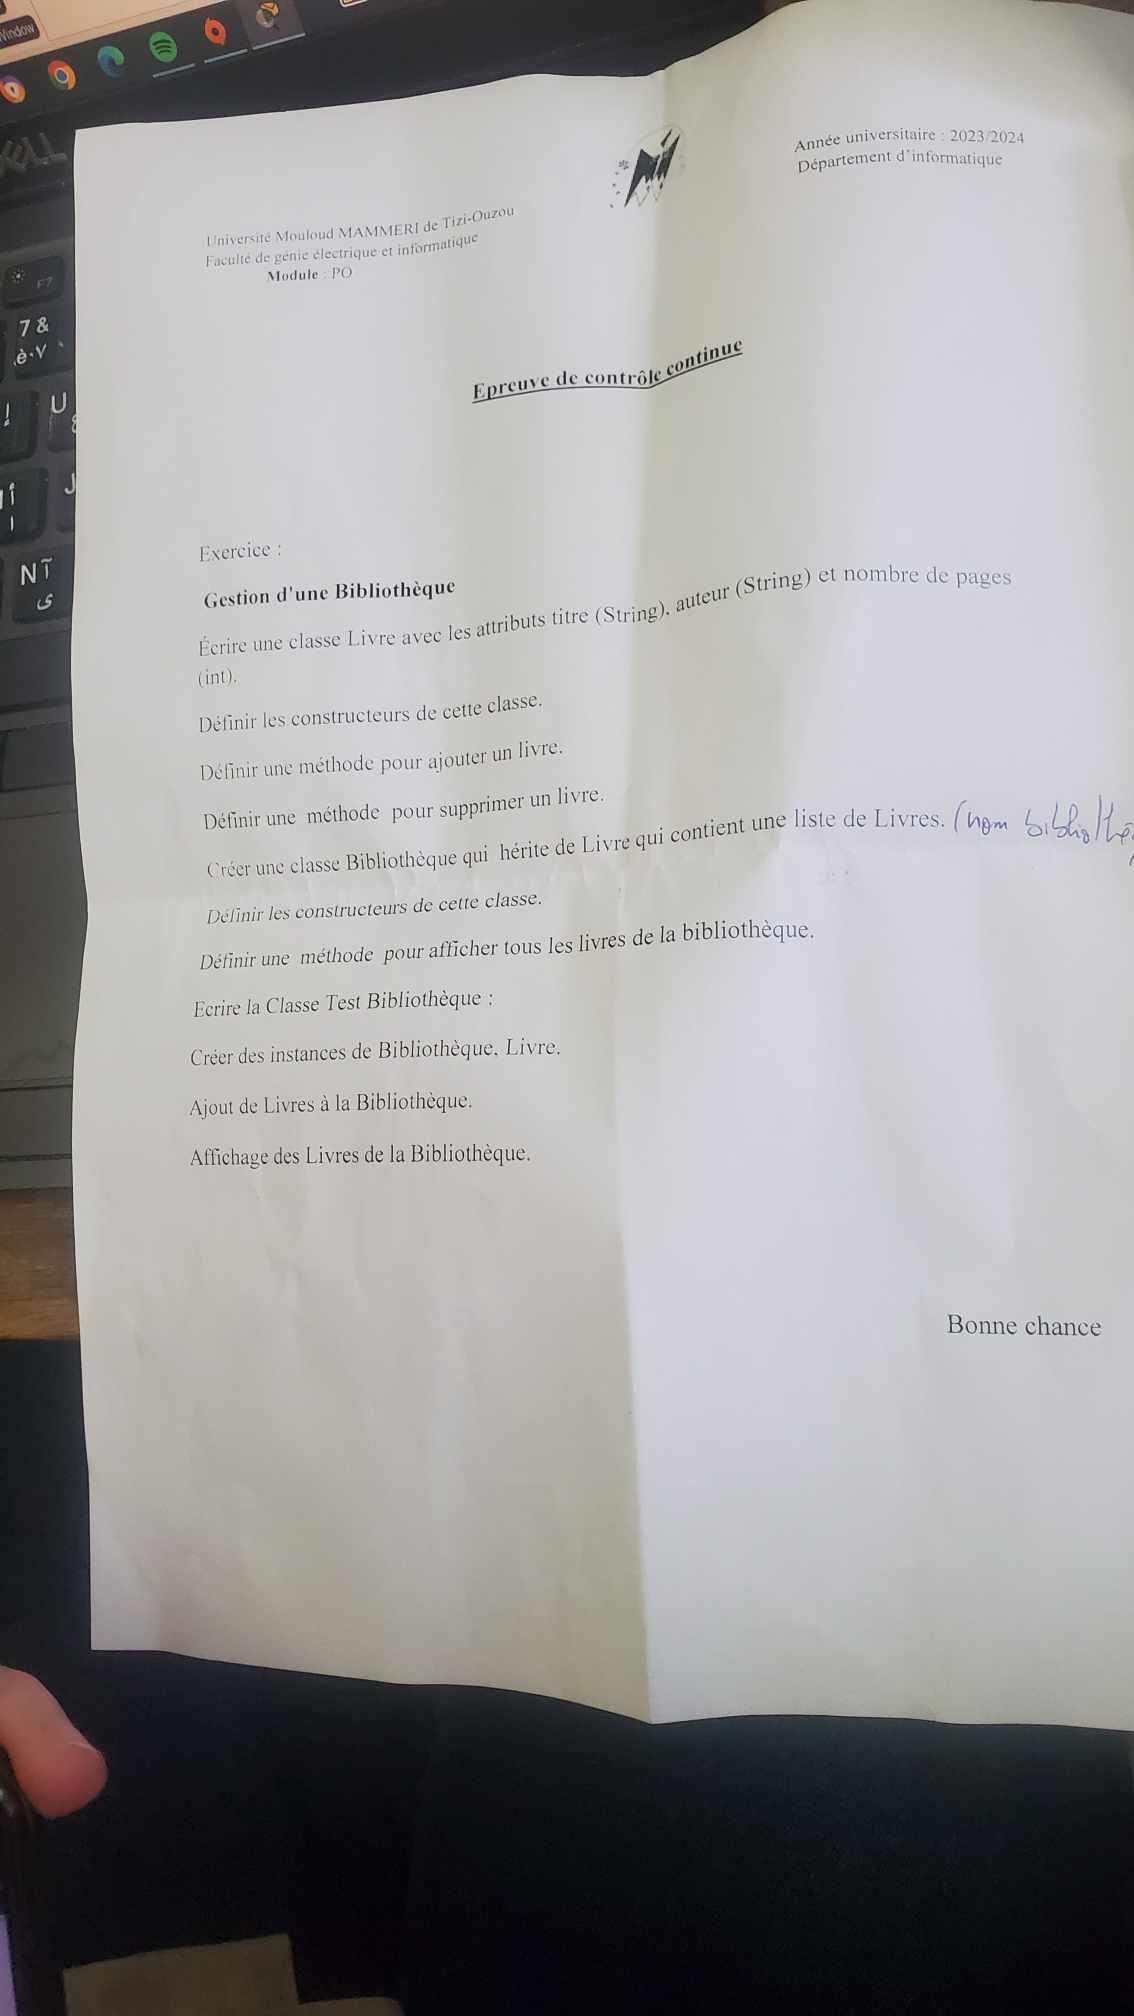 Window
Année universitaire : 2023/2024
Département d'informatique
Université Mouloud MAMMERI de Tizi-Ouzou
Faculté de génie électrique et informatique
Module : PO
F7
7 &
è
U
J
N
Epreuve de contrôle continue
Exercice :
Gestion d'une Bibliothèque
Écrire une classe Livre avec les attributs titre (String), auteur (String) et nombre de pages
(int).
Définir les constructeurs de cette classe.
Définir une méthode pour ajouter un livre.
Définir une méthode pour supprimer un livre.
Créer une classe Bibliothèque qui hérite de Livre qui contient une liste de Livres. (nom bibliothè
Définir les constructeurs de cette classe.
Définir une méthode pour afficher tous les livres de la bibliothèque.
Ecrire la Classe Test Bibliothèque :
Créer des instances de Bibliothèque, Livre.
Ajout de Livres à la Bibliothèque.
Affichage des Livres de la Bibliothèque.
Bonne chance